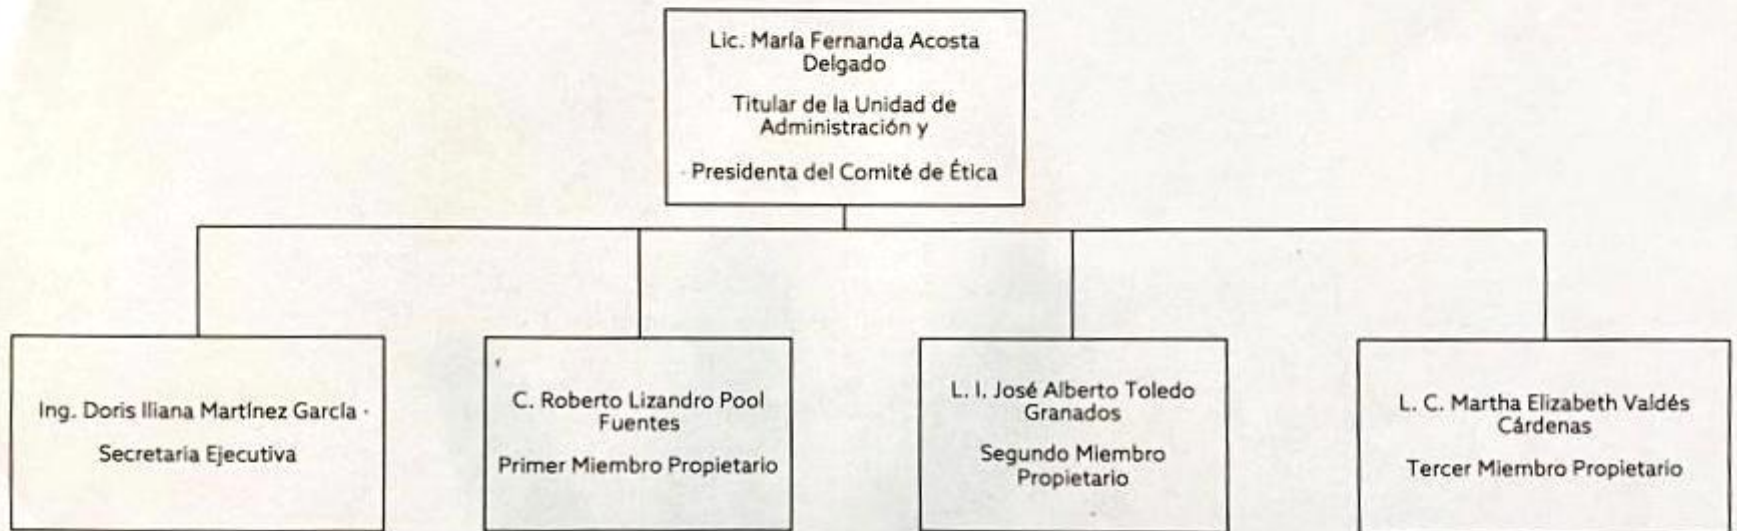 Lic. María Fernanda Acosta
Delgado
Titular de la Unidad de
Administración y
Presidenta del Comité de Ética
Ing. Doris Iliana Martínez García
Secretaria Ejecutiva
C. Roberto Lizandro Pool
Fuentes
Primer Miembro Propietario
L. I. José Alberto Toledo
Granados
Segundo Miembro
Propietario
L. C. Martha Elizabeth Valdés
Cárdenas
Tercer Miembro Propietario